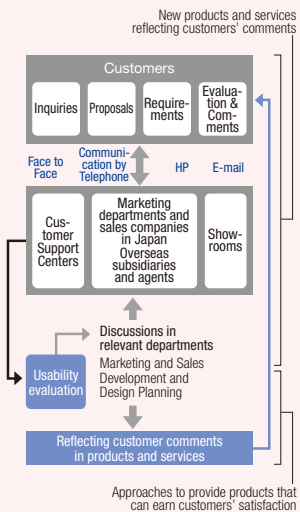 New products and services
reflecting customers' comments
Customers
Inquiries
Proposals
Require-
ments
Evalua-
tion &
Com-
ments
Face to
Face
Communi-
cation by
Telephone
HP
E-mail
Cus-
tomer
Support
Centers
Marketing
departments and
sales companies
in Japan
Overseas
subsidiaries
and agents
Show-
rooms
Discussions in
relevant departments
Marketing and Sales
Development and
Design Planning
Usability
evaluation
Reflecting customer comments
in products and services
Approaches to provide products that
can earn customers' satisfaction